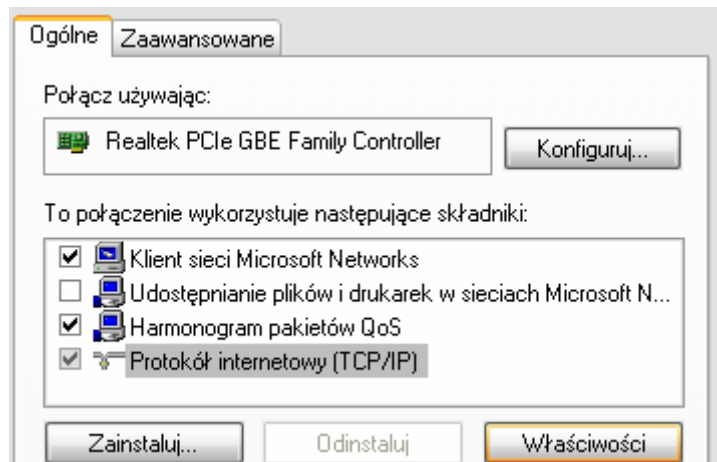 Ogólne Zaawansowane
Połącz używając:
Realtek PCIe GBE Family Controller Konfiguruj...
To połączenie wykorzystuje następujące składniki:
Klient sieci Microsoft Networks
Udostępnianie plików i drukarek w sieciach Microsoft N...
Harmonogram pakietów QoS
Protokół internetowy (TCP/IP)
Zainstaluj... Odinstaluj Właściwości